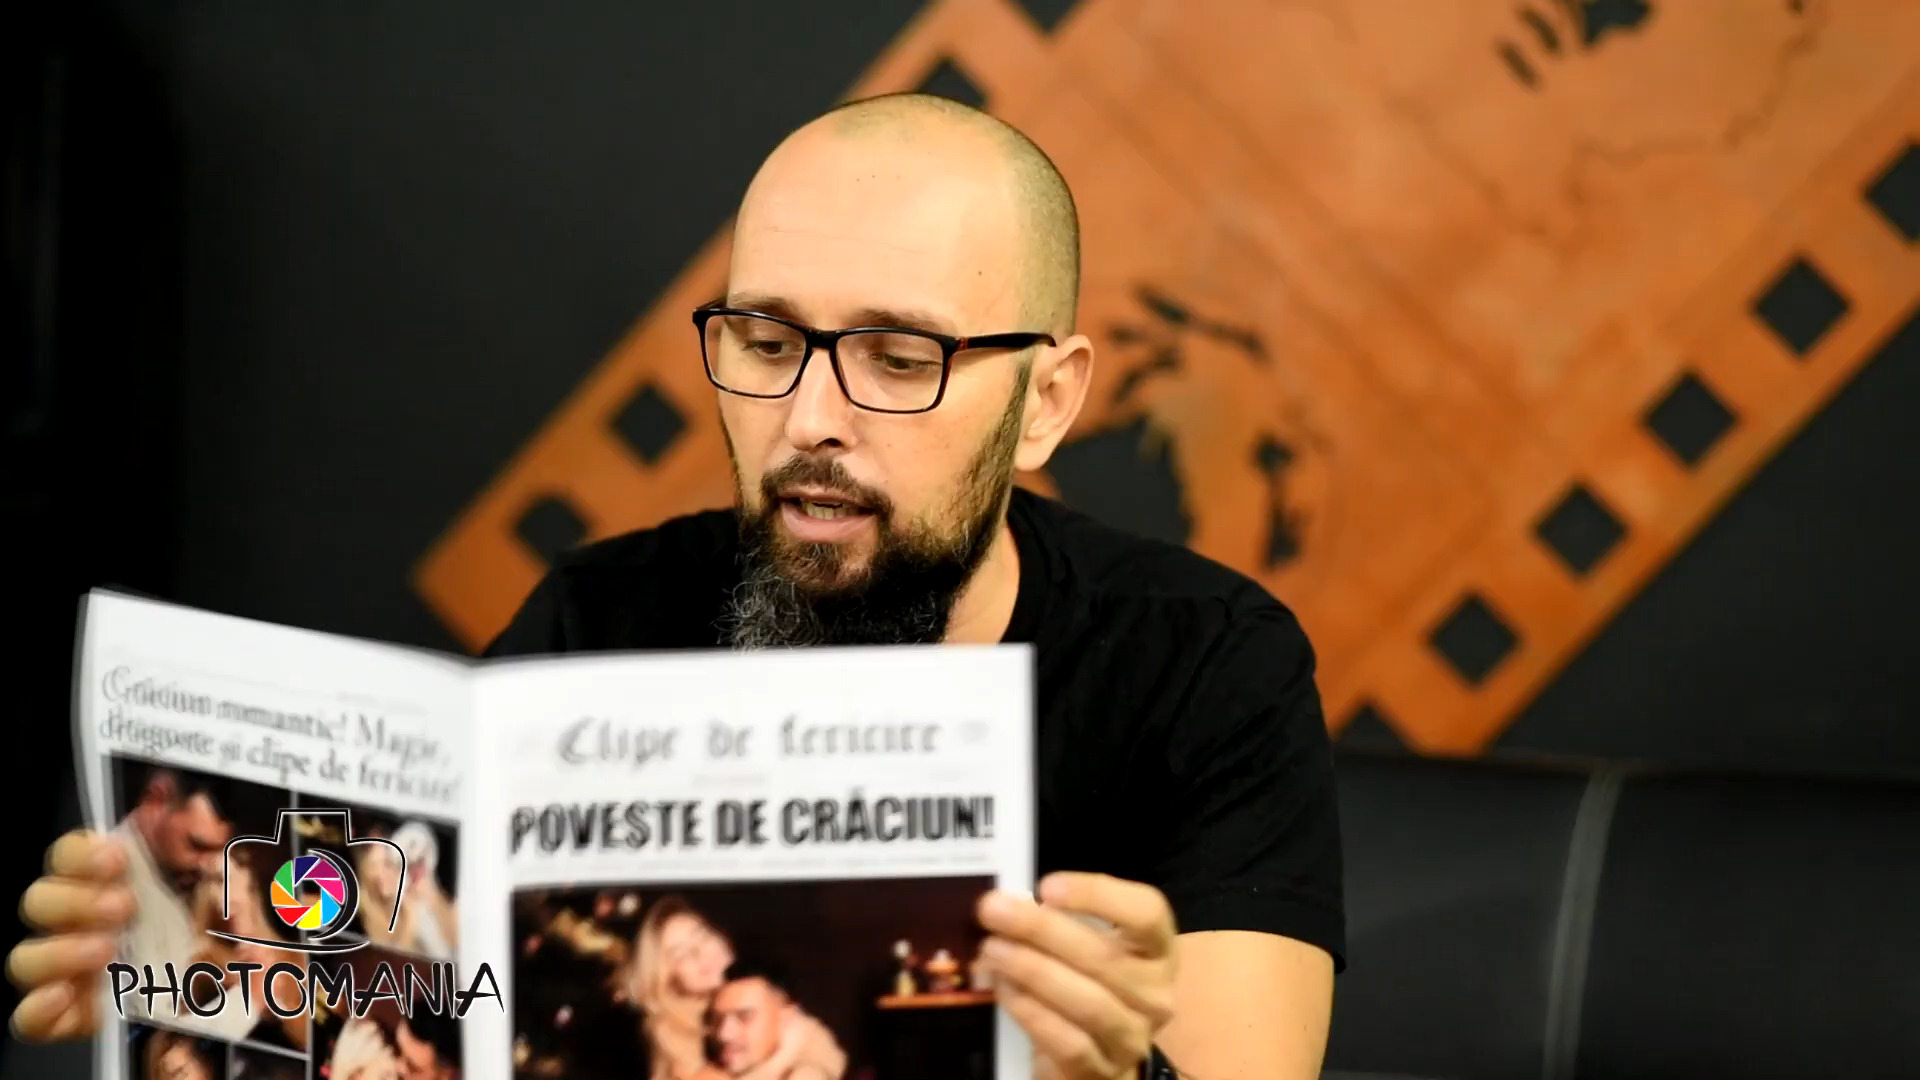 Crăciun romantic! Magie,
dragoste și clipe de fericire!
Clipe de fericire
POVESTE DE CRĂCIUN!
PHOTOMANIA